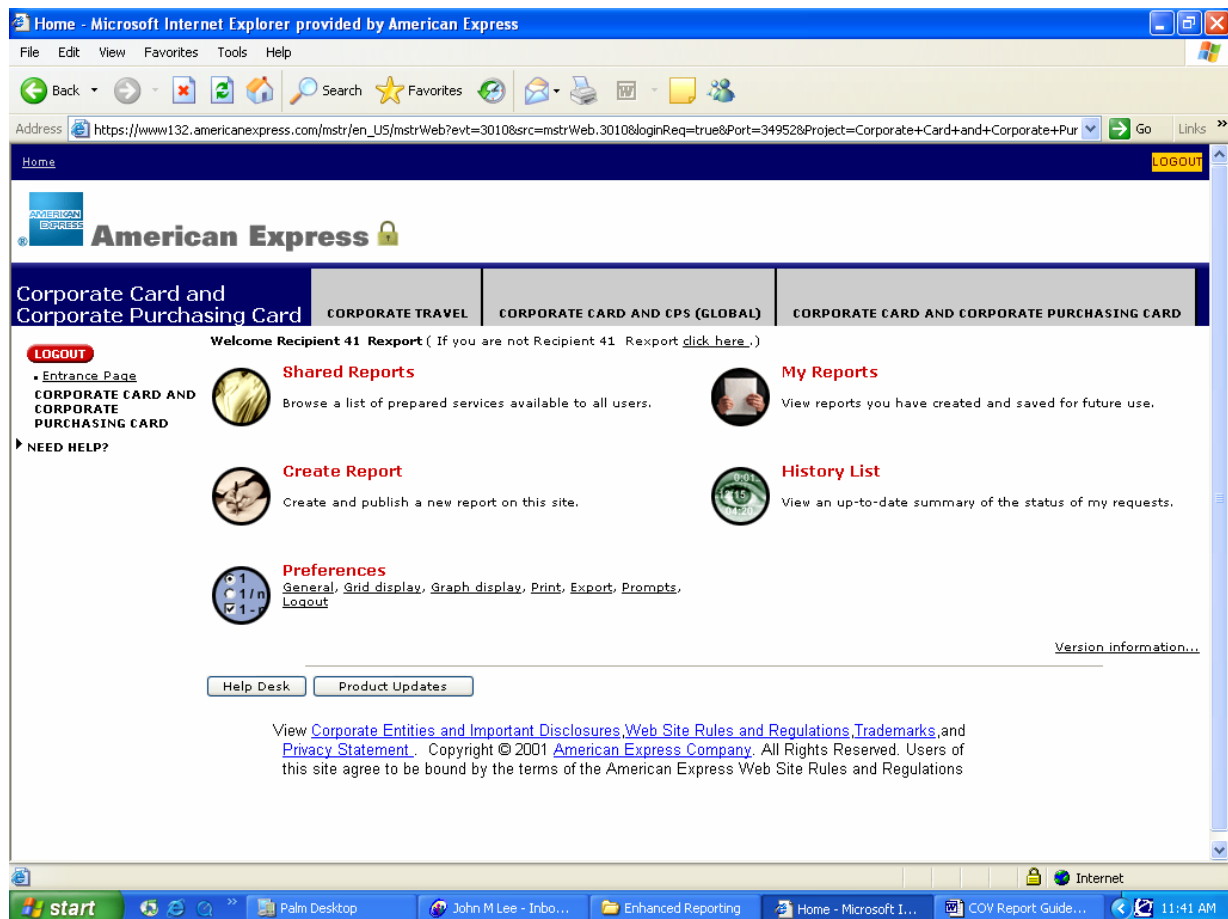 Home - Microsoft Internet Explorer provided by American Express
File Edit View Favorites Tools Help
Back Search Favorites
Address https://www132.americanexpress.com/mstr/en_US/mstrWeb?evt=3010&src=mstrWeb.3010&loginReq=true&Port=34952&Project=Corporate+Card+and+Corporate+Pur Go Links »
Home LOGOUT
AMERICAN
EXPRESS
® American Express
Corporate Card and
Corporate Purchasing Card CORPORATE TRAVEL CORPORATE CARD AND CPS (GLOBAL) CORPORATE CARD AND CORPORATE PURCHASING CARD
Welcome Recipient 41 Rexport ( If you are not Recipient 41 Rexport click here .)
LOGOUT
Entrance Page
CORPORATE CARD AND
CORPORATE
PURCHASING CARD
NEED HELP?
Shared Reports
Browse a list of prepared services available to all users.
My Reports
View reports you have created and saved for future use.
Create Report
Create and publish a new report on this site.
0:01
2:15
04:20
History List
View an up-to-date summary of the status of my requests.
1
1/n
1-
Preferences
General, Grid display, Graph display, Print, Export, Prompts,
Logout
Version information...
Help Desk Product Updates
View Corporate Entities and Important Disclosures,Web Site Rules and Regulations,Trademarks,and
Privacy Statement . Copyright © 2001 American Express Company. All Rights Reserved. Users of
this site agree to be bound by the terms of the American Express Web Site Rules and Regulations
Internet
start » Palm Desktop John M Lee - Inbo... Enhanced Reporting Home - Microsoft I... COV Report Guide... 11:41 AM